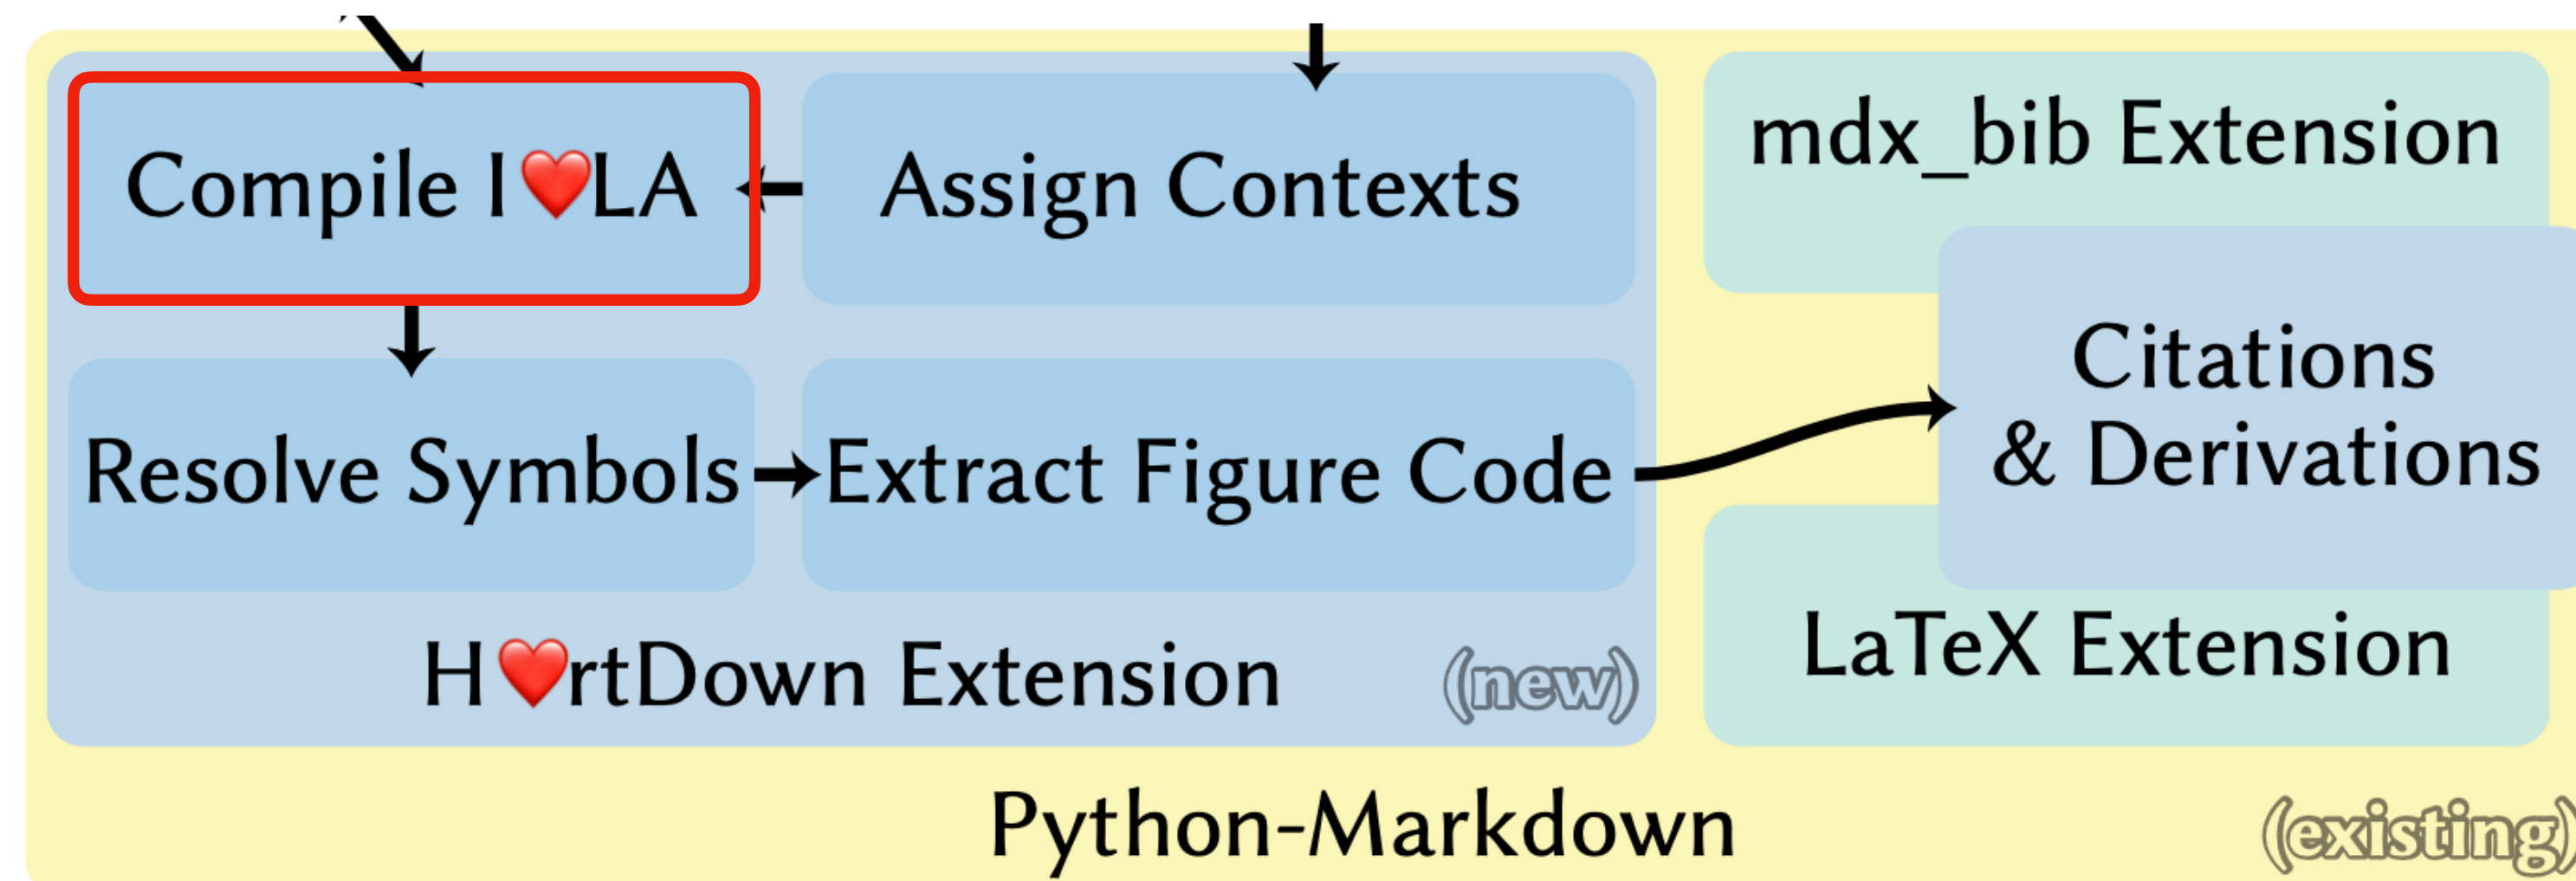 Compile I❤️LA
Assign Contexts
mdx_bib Extension
Citations
& Derivations
Resolve Symbols
Extract Figure Code
LaTeX Extension
H❤️rtDown Extension
(new)
Python-Markdown
(existing)